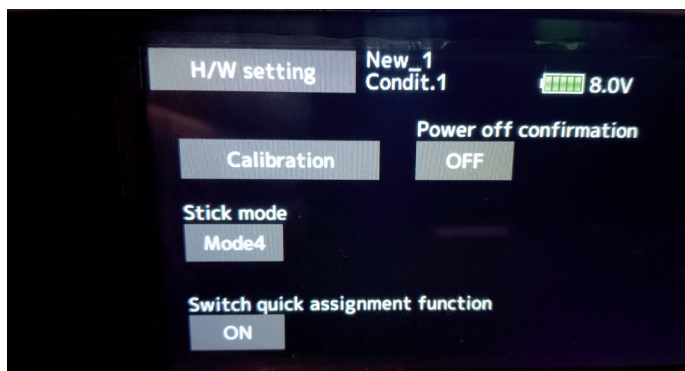 H/W setting
New_1
Condit.1
8.0V
Power off confirmation
Calibration
OFF
Stick mode
Mode4
Switch quick assignment function
ON